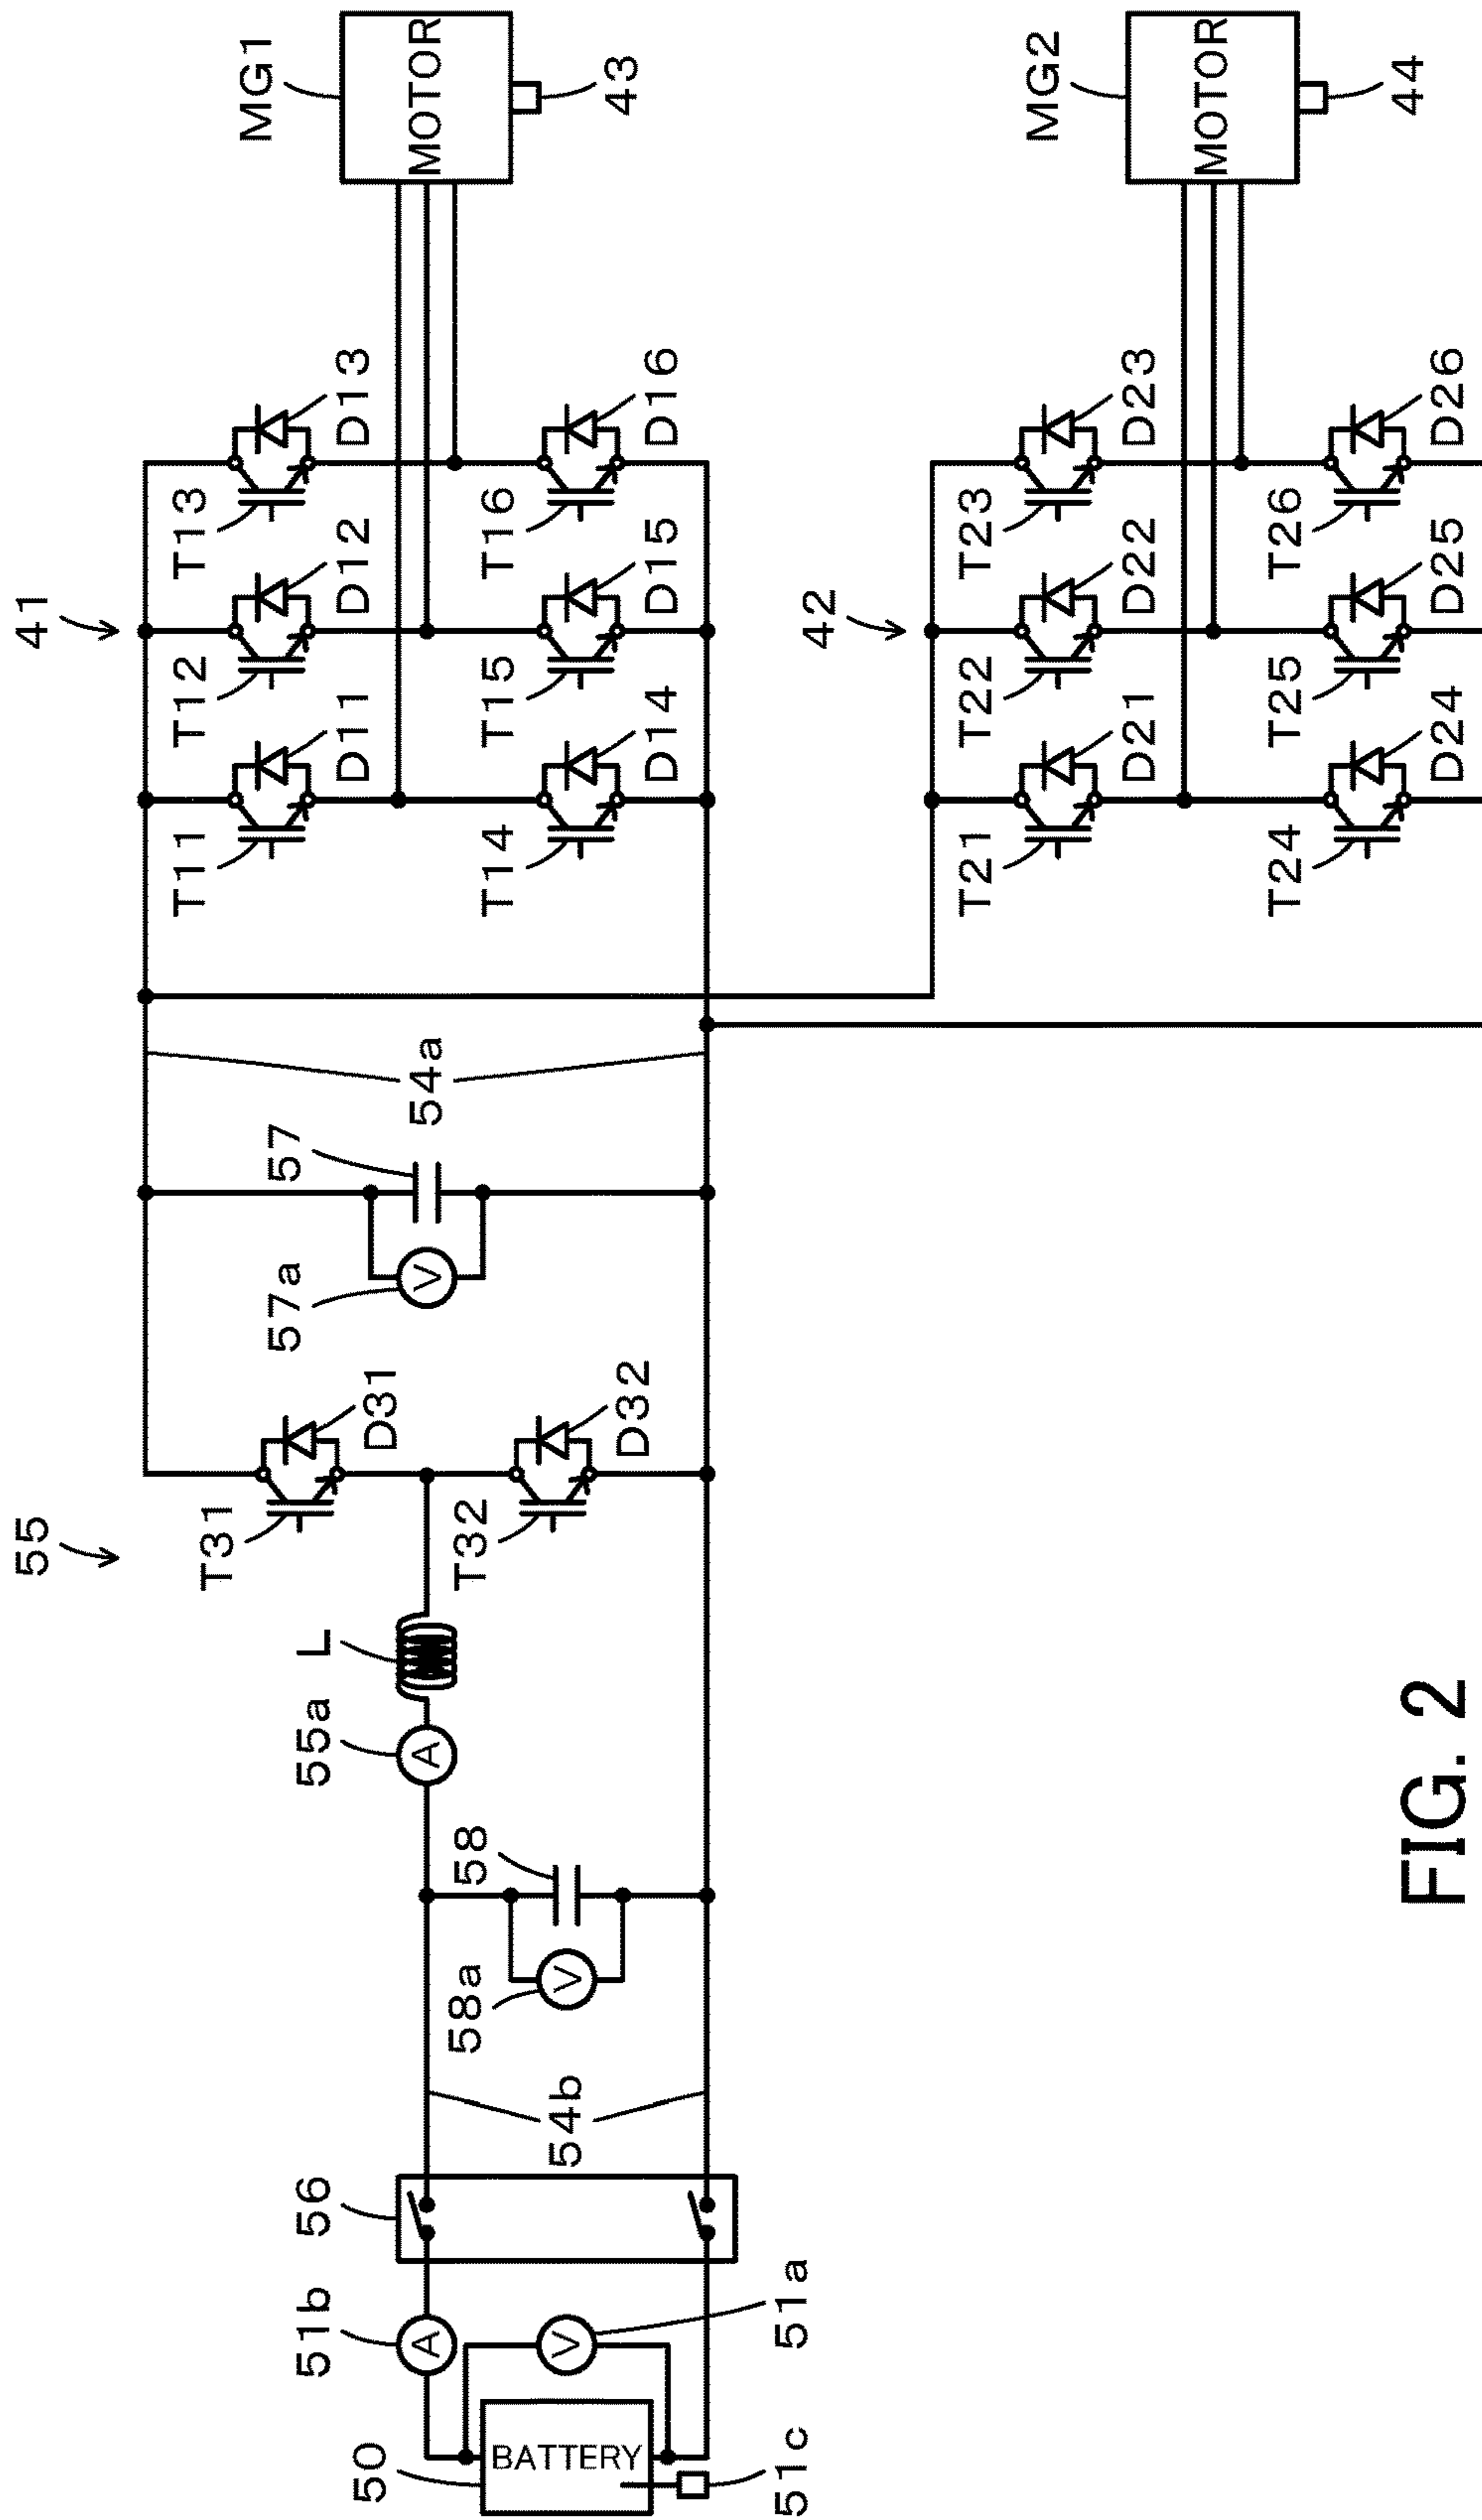 41
MG1
T11
T12
T13
D11
D12
D13
MOTOR
43
T14
T15
T16
D14
D15
D16
55
T31
D31
57
57a
V
54a
L
55a
A
T32
D32
58
58a
V
54b
56
51b
A
51a
V
50
BATTERY
51c
42
MG2
T21
T22
T23
D21
D22
D23
MOTOR
44
T24
T25
T26
D24
D25
D26
FIG. 2